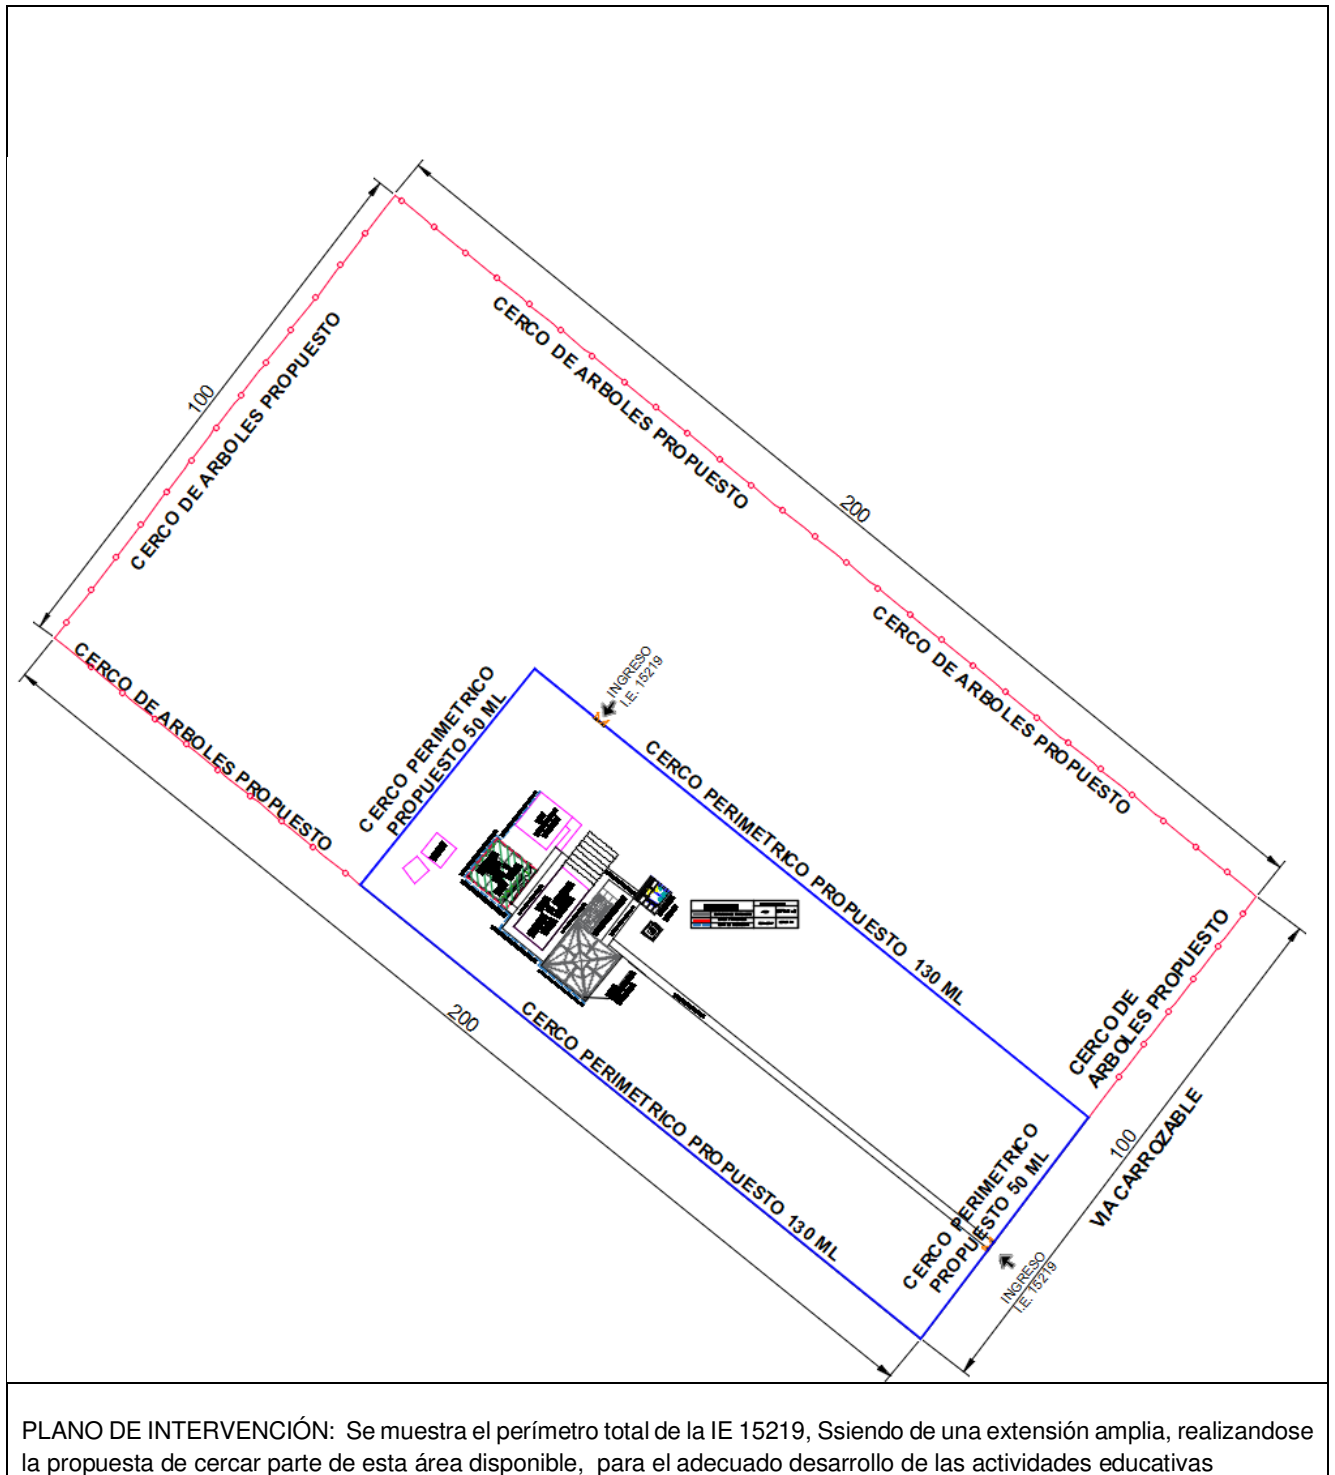 100
CERCO DE ARBOLES PROPUESTO
CERCO DE ARBOLES PROPUESTO
200
CERCO DE ARBOLES PROPUESTO
INGRESO
I.E. 15219
CERCO PERIMETRICO
PROPUESTO 50 ML
CERCO DE ARBOLES PROPUESTO
CERCO PERIMETRICO PROPUESTO 130 ML
200
CERCO PERIMETRICO PROPUESTO 130 ML
CERCO DE
ARBOLES PROPUESTO
CERCO PERIMETRICO
PROPUESTO 50 ML
100
VIA CARROZABLE
INGRESO
I.E. 15219
PLANO DE INTERVENCIÓN: Se muestra el perímetro total de la IE 15219, Ssiendo de una extensión amplia, realizandose
la propuesta de cercar parte de esta área disponible, para el adecuado desarrollo de las actividades educativas